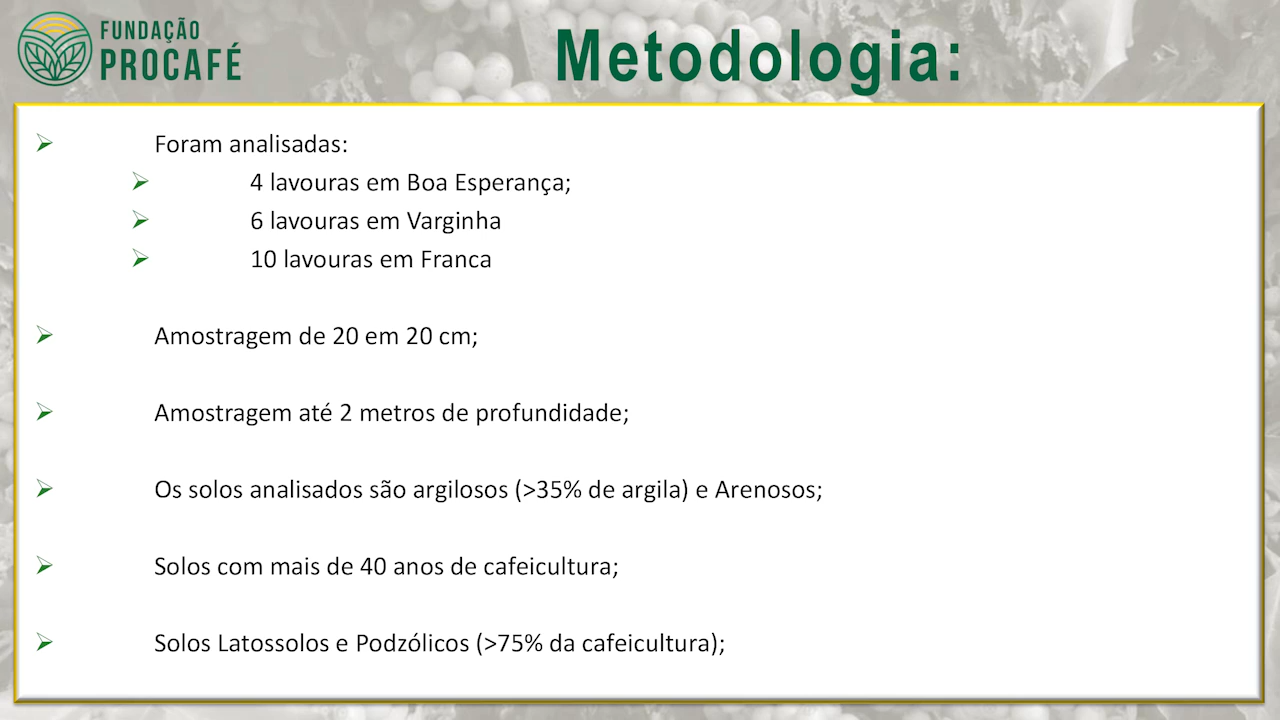 FUNDAÇÃO
PROCAFÉ
Metodologia:
Foram analisadas:
4 lavouras em Boa Esperança;
6 lavouras em Varginha
10 lavouras em Franca
Amostragem de 20 em 20 cm;
Amostragem até 2 metros de profundidade;
Os solos analisados são argilosos (>35% de argila) e Arenosos;
Solos com mais de 40 anos de cafeicultura;
Solos Latossolos e Podzólicos (>75% da cafeicultura);